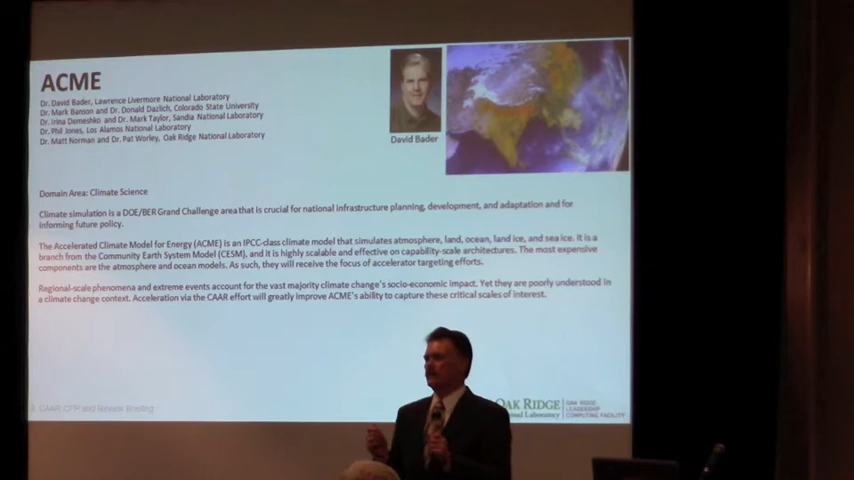 ACME
Dr. David Bader, Lawrence Livermore National Laboratory
Dr. Mark Banson and Dr. Donald Dazlich, Colorado State University
Dr. Irina Demeshko and Dr. Mark Taylor, Sandia National Laboratory
Dr. Phil Jones, Los Alamos National Laboratory
Dr. Matt Norman and Dr. Pat Worley, Oak Ridge National Laboratory
David Bader
Domain Area: Climate Science
Climate simulation is a DOE/BER Grand Challenge area that is crucial for national infrastructure planning, development, and adaptation and for
informing future policy.
The Accelerated Climate Model for Energy (ACME) is an IPCC-class climate model that simulates atmosphere, land, ocean, land ice, and sea ice. It is a
branch from the Community Earth System Model (CESM), and it is highly scalable and effective on capability-scale architectures. The most expensive
components are the atmosphere and ocean models. As such, they will receive the focus of accelerator targeting efforts.
Regional-scale phenomena and extreme events account for the vast majority climate change's socio-economic impact. Yet they are poorly understood in
a climate change context. Acceleration via the CAAR effort will greatly improve ACME's ability to capture these critical scales of interest.
CAAR CFP and Review Briefing
OAK RIDGE
Laboratory
OAK RIDGE
LEADERSHIP
COMPUTING FACILITY